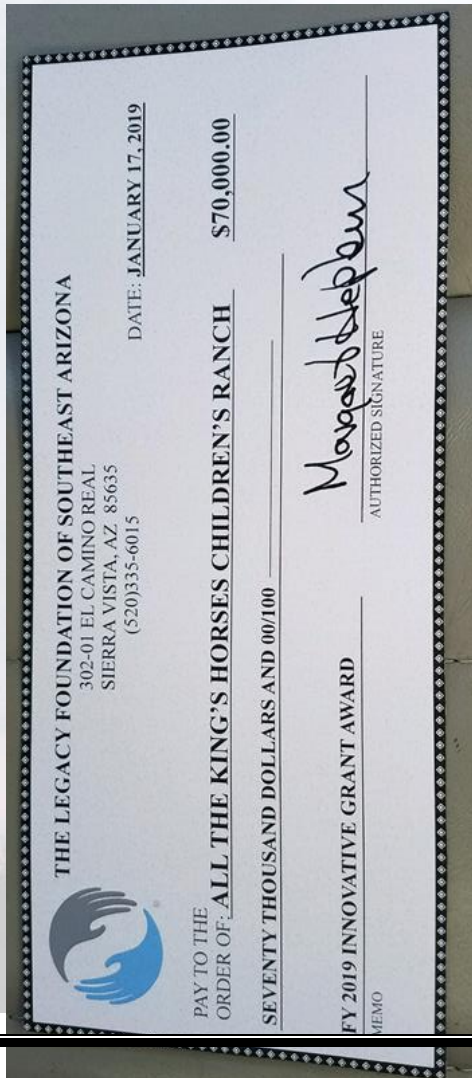 THE LEGACY FOUNDATION OF SOUTHEAST ARIZONA
302-01 EL CAMINO REAL
SIERRA VISTA, AZ 85635
(520)335-6015
DATE: JANUARY 17, 2019
PAY TO THE
ORDER OF: ALL THE KING'S HORSES CHILDREN'S RANCH $70,000.00
SEVENTY THOUSAND DOLLARS AND 00/100
FY 2019 INNOVATIVE GRANT AWARD Margaret Hepburn
MEMO AUTHORIZED SIGNATURE